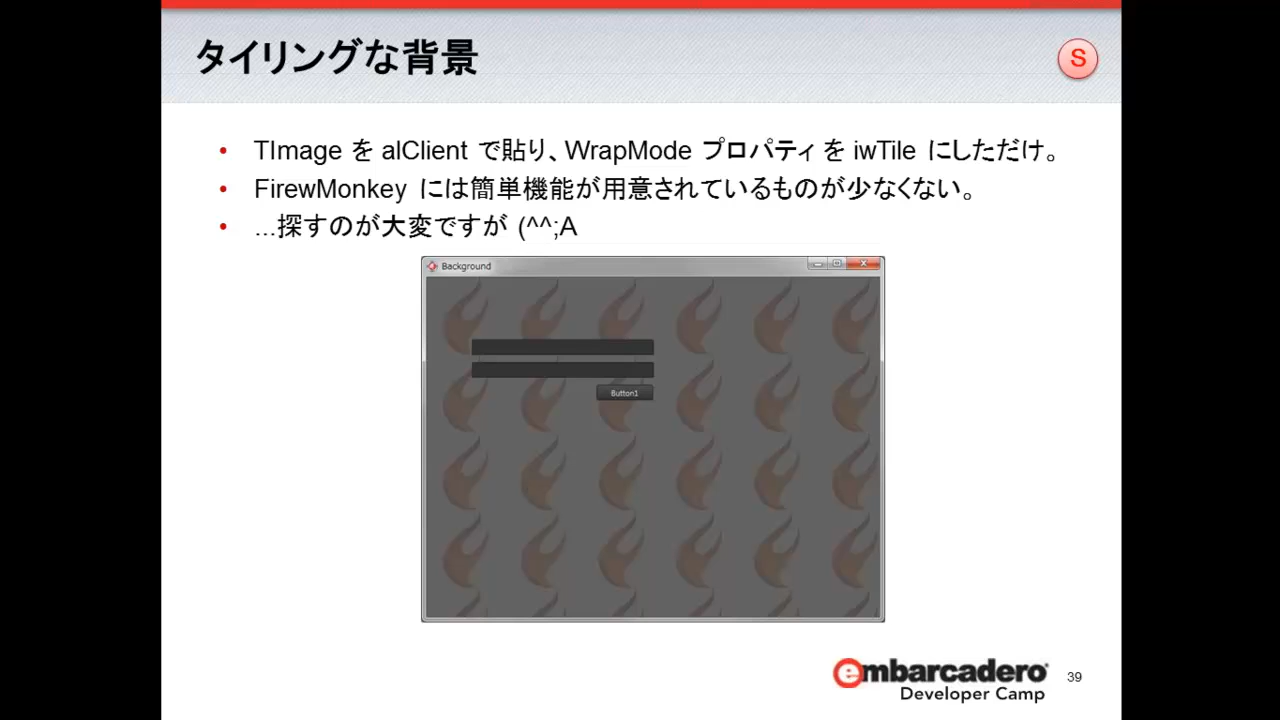 タイリングな背景
S
• TImage を alClient で貼り、WrapMode プロパティ を iwTile にしただけ。
• FirewMonkey には簡単機能が用意されているものが少なくない。
• ...探すのが大変ですが (^^;A
Background
Button1
embarcadero
Developer Camp
39